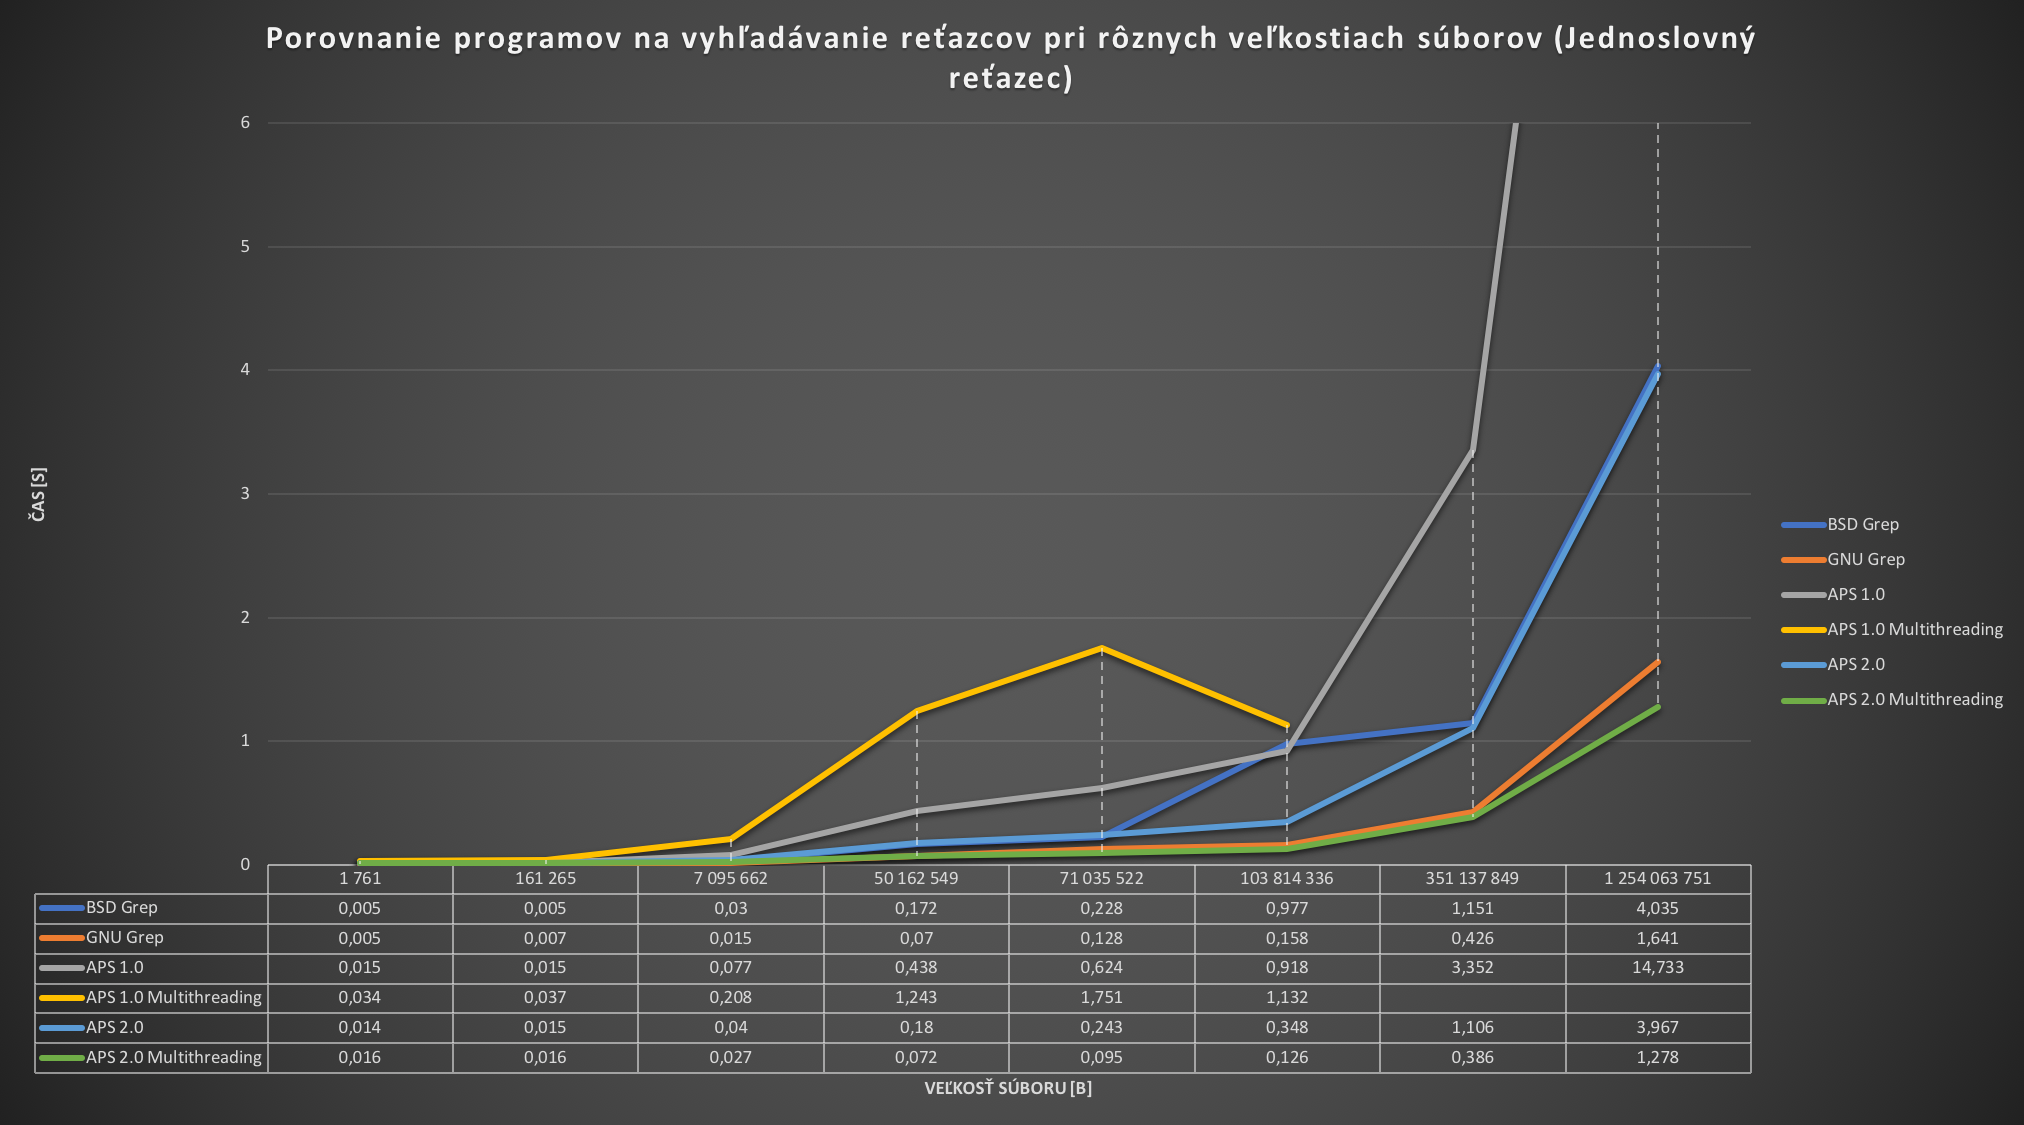 Porovnanie programov na vyhľadávanie reťazcov pri rôznych veľkostiach súborov (Jednoslovný
reťazec)
6
5
4
3
2
1
0
ČAS [S]
BSD Grep
GNU Grep
APS 1.0
APS 1.0 Multithreading
APS 2.0
APS 2.0 Multithreading
1 761 161 265 7 095 662 50 162 549 71 035 522 103 814 336 351 137 849 1 254 063 751
BSD Grep 0,005 0,005 0,03 0,172 0,228 0,977 1,151 4,035
GNU Grep 0,005 0,007 0,015 0,07 0,128 0,158 0,426 1,641
APS 1.0 0,015 0,015 0,077 0,438 0,624 0,918 3,352 14,733
APS 1.0 Multithreading 0,034 0,037 0,208 1,243 1,751 1,132
APS 2.0 0,014 0,015 0,04 0,18 0,243 0,348 1,106 3,967
APS 2.0 Multithreading 0,016 0,016 0,027 0,072 0,095 0,126 0,386 1,278
VEĽKOSŤ SÚBORU [B]